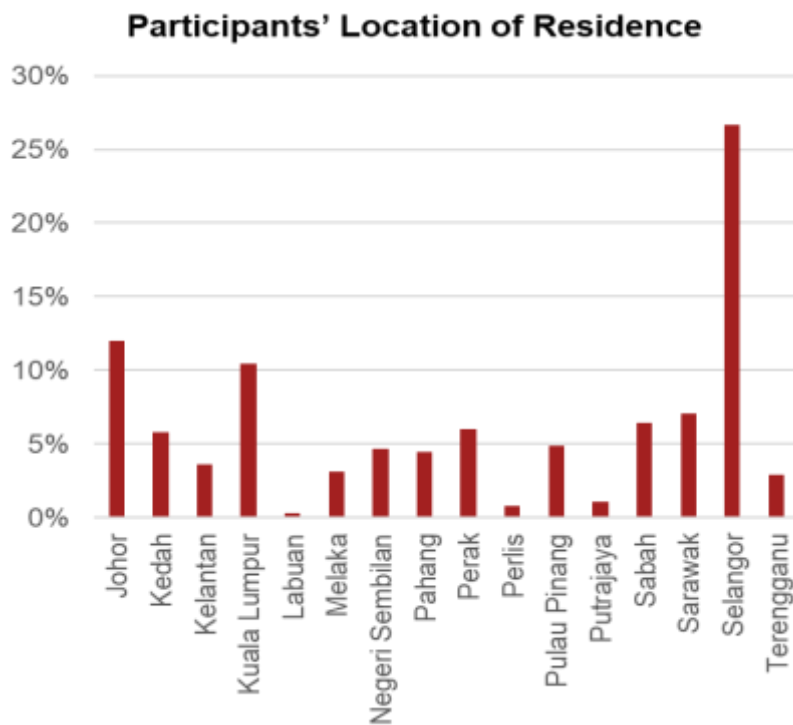 Participants' Location of Residence
30%
25%
20%
15%
10%
5%
0%
Johor
Kedah
Kelantan
Kuala Lumpur
Labuan
Melaka
Negeri Sembilan
Pahang
Perak
Perlis
Pulau Pinang
Putrajaya
Sabah
Sarawak
Selangor
Terengganu